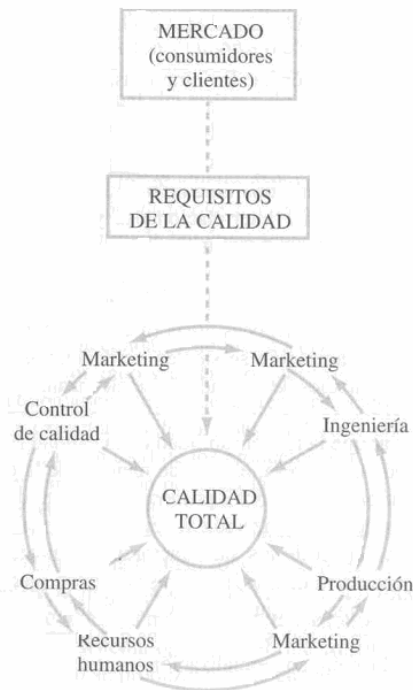 MERCADO
(consumidores
y clientes)
REQUISITOS
DE LA CALIDAD
Marketing
Marketing
Control
de calidad
Ingeniería
CALIDAD
TOTAL
Compras
Producción
Recursos
humanos
Marketing